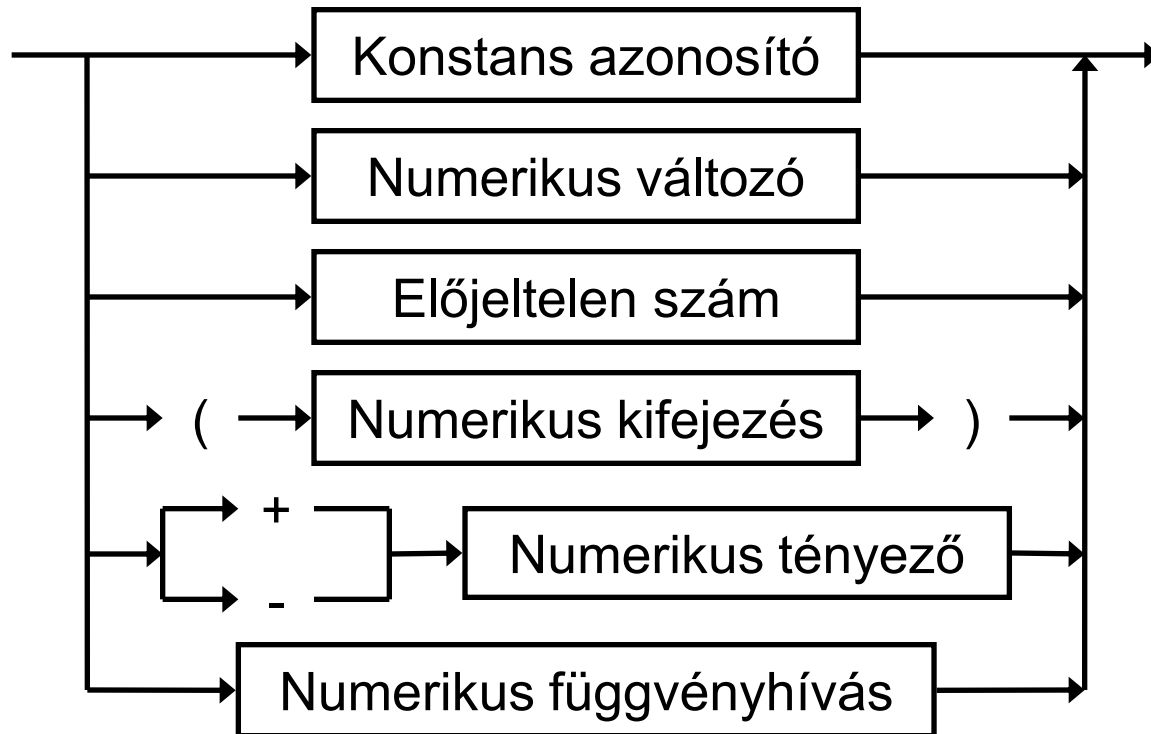 Konstans azonosító
Numerikus változó
Előjeltelen szám
( Numerikus kifejezés )
+
Numerikus tényező
-
Numerikus függvényhívás